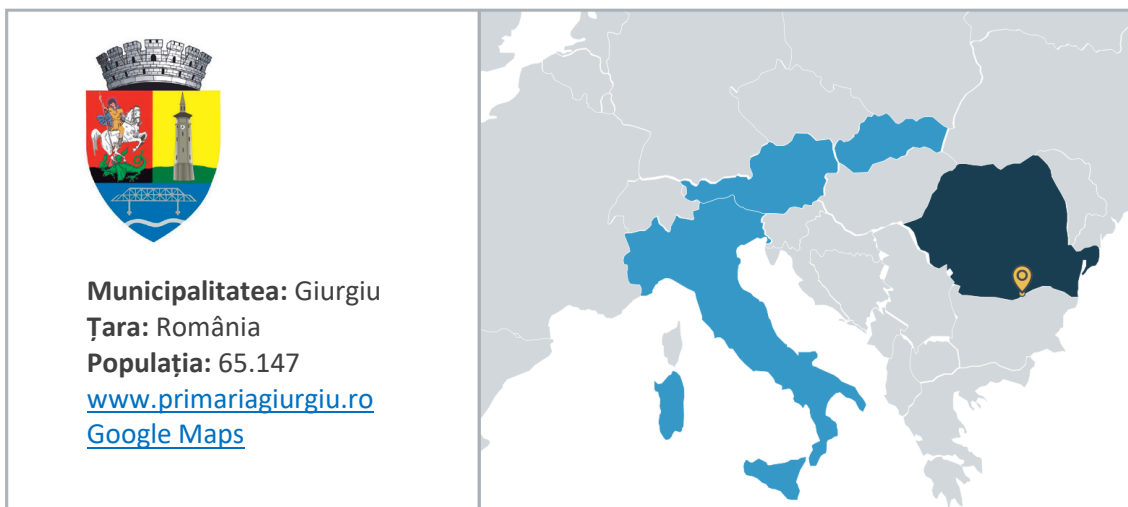 Municipalitatea: Giurgiu
Țara: România
Populația: 65.147
www.primariagiurgiu.ro
Google Maps